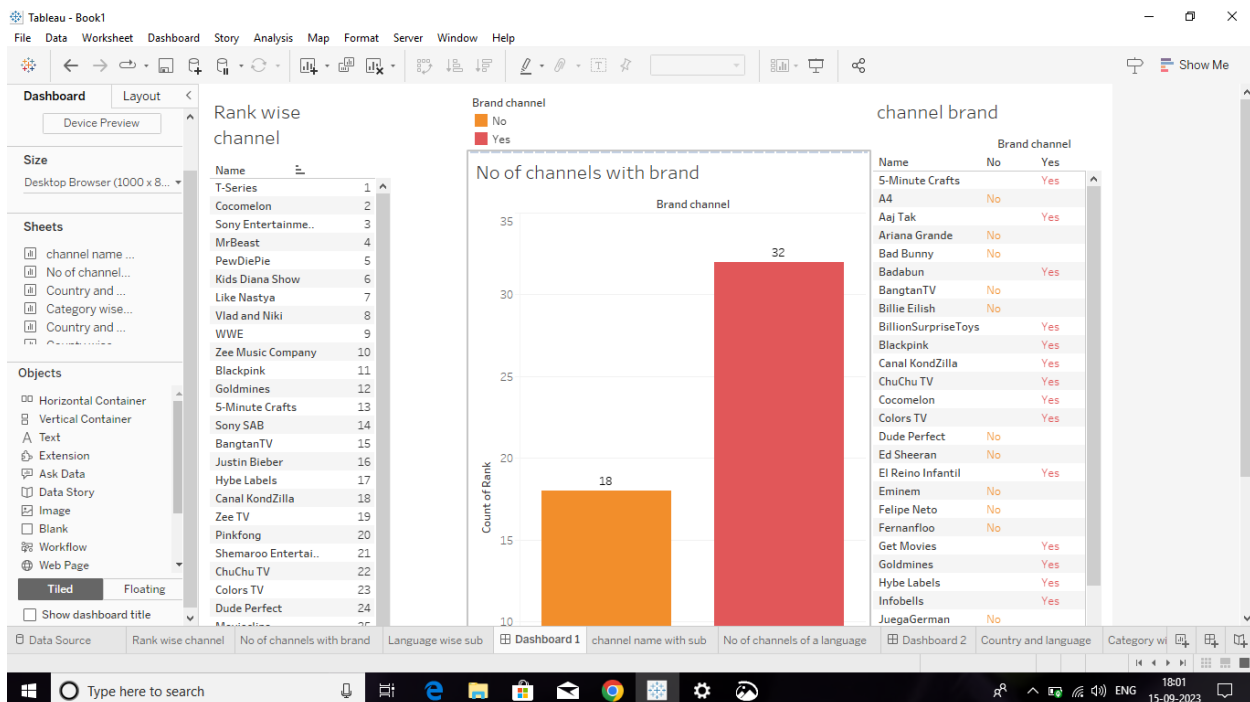 Tableau - Book1
File Data Worksheet Dashboard Story Analysis Map Format Server Window Help
Show Me
Dashboard Layout
Device Preview
Size
Desktop Browser (1000 x 8...
Sheets
channel name ...
No of channel...
Country and ...
Category wise...
Country and ...
Objects
Horizontal Container
Vertical Container
Text
Extension
Ask Data
Data Story
Image
Blank
Workflow
Web Page
Tiled Floating
Show dashboard title
Rank wise
channel
Name
T-Series 1
Cocomelon 2
Sony Entertainme.. 3
MrBeast 4
PewDiePie 5
Kids Diana Show 6
Like Nastya 7
Vlad and Niki 8
WWE 9
Zee Music Company 10
Blackpink 11
Goldmines 12
5-Minute Crafts 13
Sony SAB 14
BangtanTV 15
Justin Bieber 16
Hybe Labels 17
Canal KondZilla 18
Zee TV 19
Pinkfong 20
Shemaroo Entertai.. 21
ChuChu TV 22
Colors TV 23
Dude Perfect 24
Brand channel
No
Yes
No of channels with brand
Brand channel
35
32
30
25
20
18
15
10
Count of Rank
channel brand
Brand channel
Name No Yes
5-Minute Crafts Yes
A4 No
Aaj Tak Yes
Ariana Grande No
Bad Bunny No
Badabun Yes
BangtanTV No
Billie Eilish No
BillionSurpriseToys Yes
Blackpink Yes
Canal KondZilla Yes
ChuChu TV Yes
Cocomelon Yes
Colors TV Yes
Dude Perfect No
Ed Sheeran No
El Reino Infantil Yes
Eminem No
Felipe Neto No
Fernanfloo No
Get Movies Yes
Goldmines Yes
Hybe Labels Yes
Infobells Yes
JuegaGerman No
Data Source Rank wise channel No of channels with brand Language wise sub Dashboard 1 channel name with sub No of channels of a language Dashboard 2 Country and language Category wi
Type here to search
ENG
18:01
15-09-2023